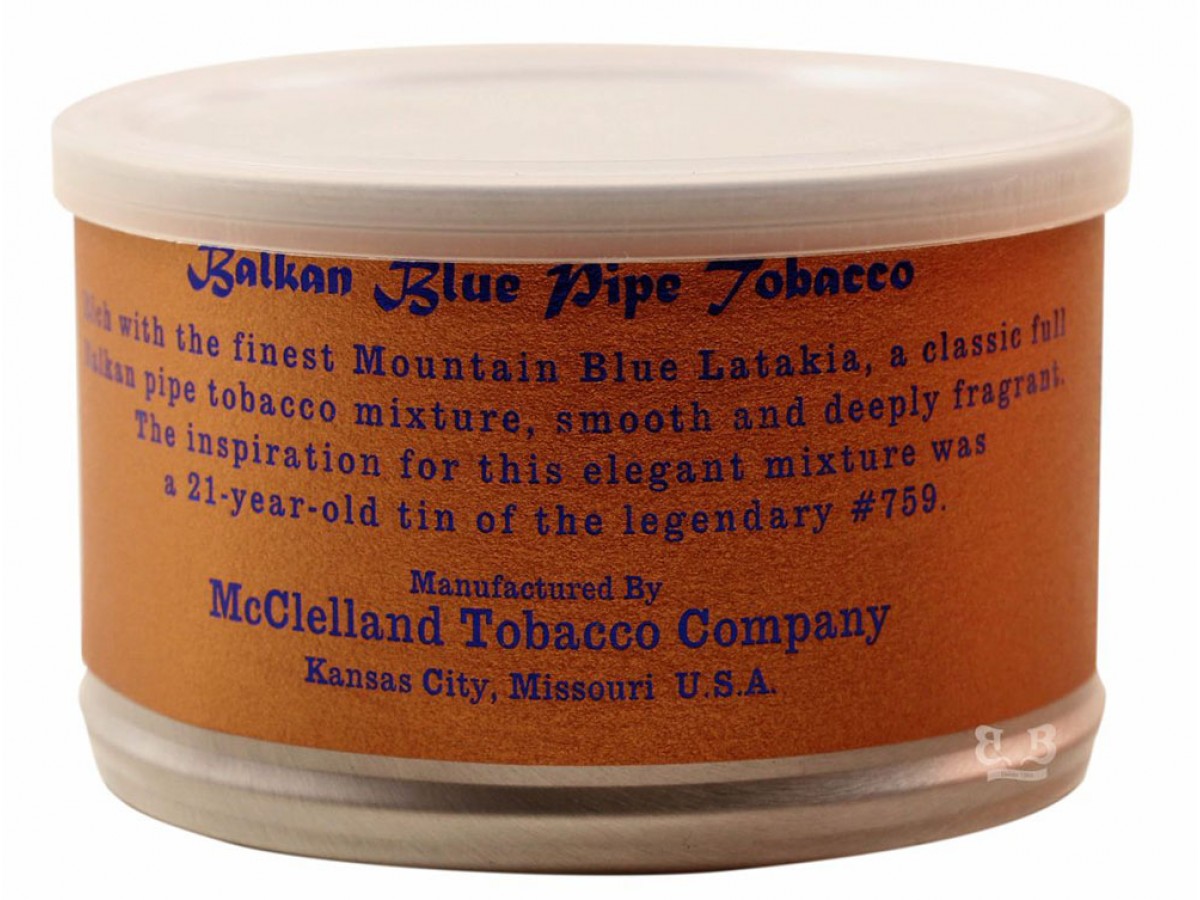 Balkan Blue Pipe Tobacco
Rich with the finest Mountain Blue Latakia, a classic full
Balkan pipe tobacco mixture, smooth and deeply fragrant.
The inspiration for this elegant mixture was
a 21-year-old tin of the legendary #759.
Manufactured By
McClelland Tobacco Company
Kansas City, Missouri U.S.A.
B B